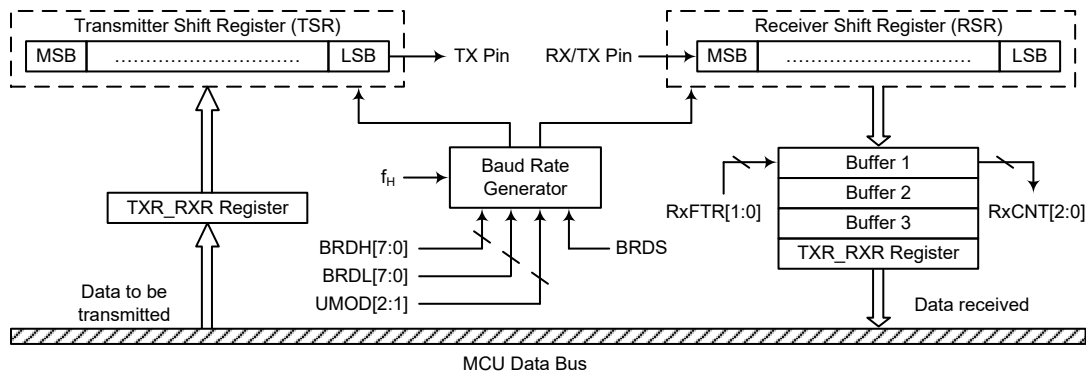 Transmitter Shift Register (TSR)
MSB .............................. LSB
TX Pin
RX/TX Pin
Receiver Shift Register (RSR)
MSB .............................. LSB
fH
Baud Rate
Generator
TXR_RXR Register
BRDH[7:0]
BRDL[7:0]
UMOD[2:1]
BRDS
Buffer 1
Buffer 2
Buffer 3
TXR_RXR Register
RxFTR[1:0]
RxCNT[2:0]
Data to be
transmitted
Data received
MCU Data Bus